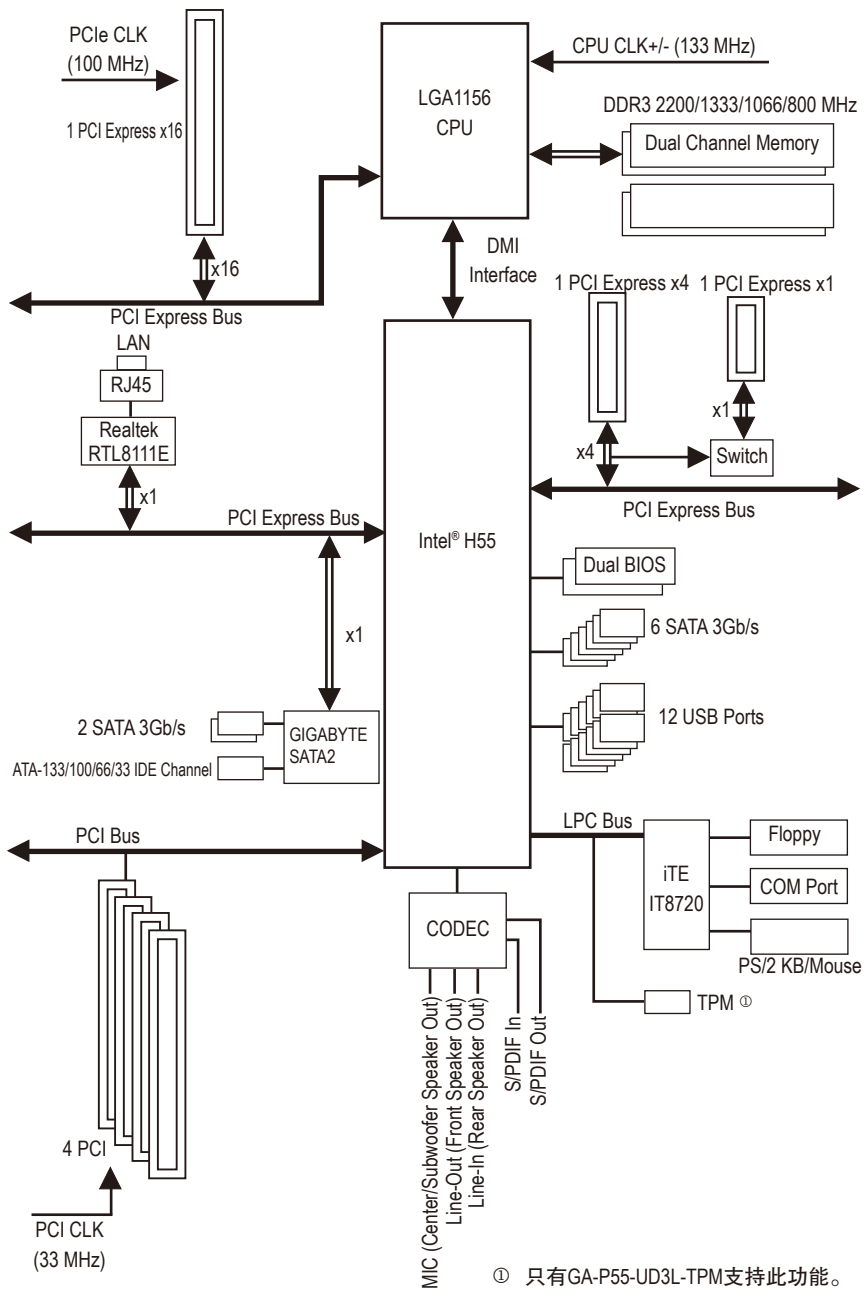 PCIe CLK
(100 MHz)
1 PCI Express x16
x16
PCI Express Bus
LGA1156
CPU
CPU CLK+/- (133 MHz)
DDR3 2200/1333/1066/800 MHz
Dual Channel Memory
DMI
Interface
1 PCI Express x4
1 PCI Express x1
x1
x4
Switch
PCI Express Bus
LAN
RJ45
Realtek
RTL8111E
x1
PCI Express Bus
Intel® H55
Dual BIOS
6 SATA 3Gb/s
12 USB Ports
x1
2 SATA 3Gb/s
GIGABYTE
SATA2
ATA-133/100/66/33 IDE Channel
PCI Bus
LPC Bus
iTE
IT8720
Floppy
COM Port
PS/2 KB/Mouse
TPM ①
CODEC
MIC (Center/Subwoofer Speaker Out)
Line-Out (Front Speaker Out)
Line-In (Rear Speaker Out)
S/PDIF In
S/PDIF Out
4 PCI
PCI CLK
(33 MHz)
① 只有GA-P55-UD3L-TPM支持此功能。